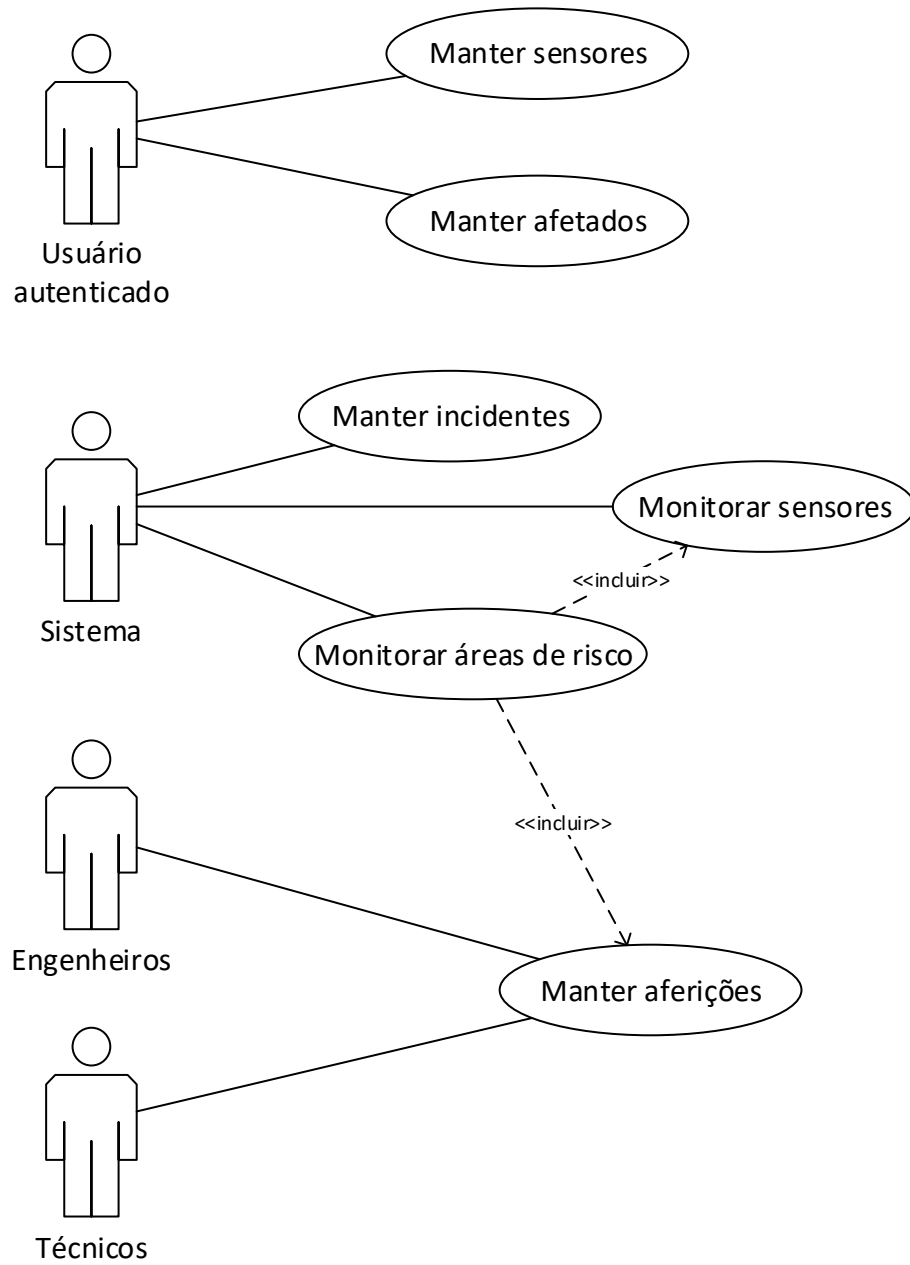 Manter sensores
Manter afetados
Usuário
autenticado
Manter incidentes
Monitorar sensores
<<incluir>>
Sistema
Monitorar áreas de risco
<<incluir>>
Engenheiros
Manter aferições
Técnicos